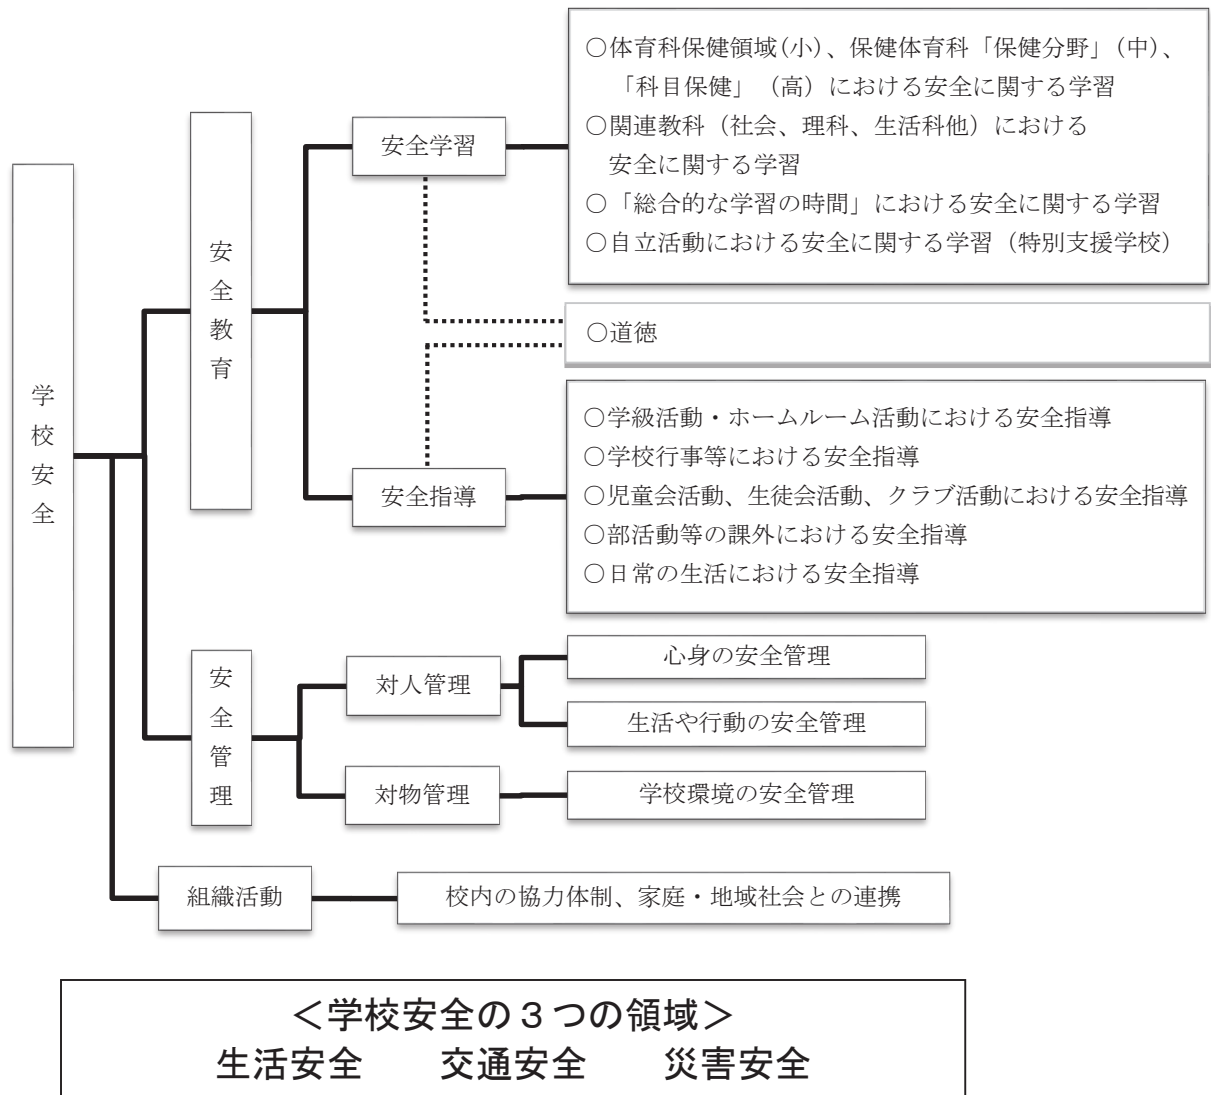 学校安全
安全教育
安全学習
○体育科保健領域(小)、保健体育科「保健分野」(中)、
「科目保健」(高)における安全に関する学習
○関連教科(社会、理科、生活科他)における
安全に関する学習
○「総合的な学習の時間」における安全に関する学習
○自立活動における安全に関する学習(特別支援学校)
○道徳
安全指導
○学級活動・ホームルーム活動における安全指導
○学校行事等における安全指導
○児童会活動、生徒会活動、クラブ活動における安全指導
○部活動等の課外における安全指導
○日常の生活における安全指導
安全管理
対人管理
心身の安全管理
生活や行動の安全管理
対物管理
学校環境の安全管理
組織活動
校内の協力体制、家庭・地域社会との連携
<学校安全の3つの領域>
生活安全 交通安全 災害安全